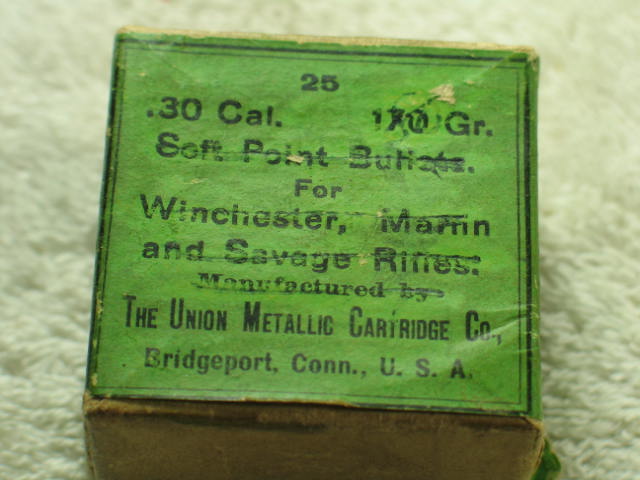 25
.30 Cal. 170 Gr.
Soft Point Bullets.
For
Winchester, Marlin
and Savage Rifles.
Manufactured by
THE UNION METALLIC CARTRIDGE CO.,
Bridgeport, Conn., U. S. A.